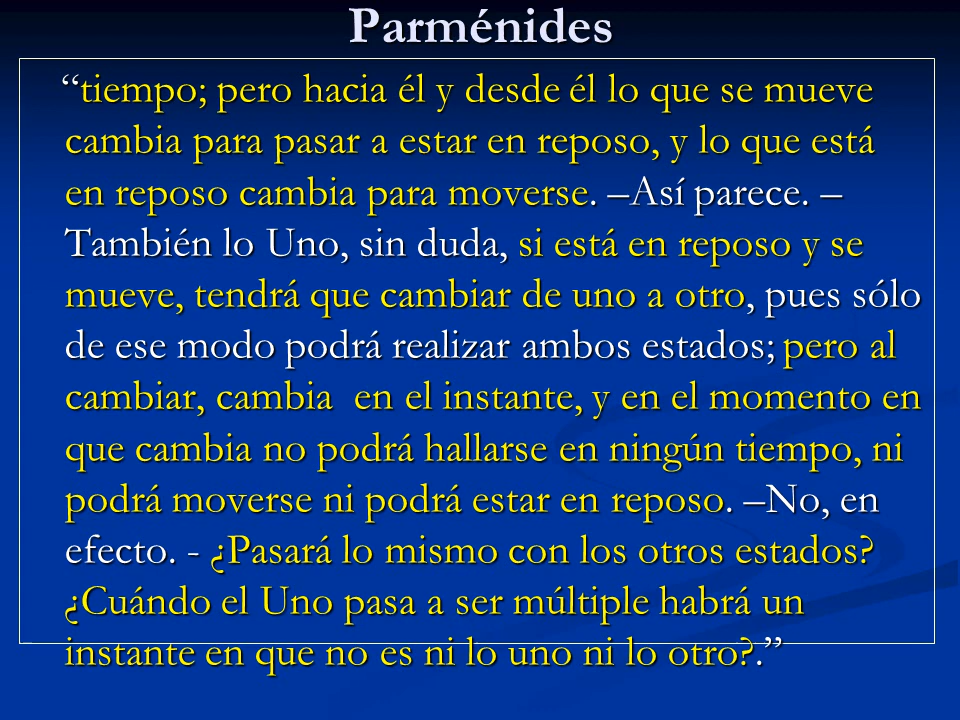 Parménides
“tiempo; pero hacia él y desde él lo que se mueve
cambia para pasar a estar en reposo, y lo que está
en reposo cambia para moverse. –Así parece. –
También lo Uno, sin duda, si está en reposo y se
mueve, tendrá que cambiar de uno a otro, pues sólo
de ese modo podrá realizar ambos estados; pero al
cambiar, cambia  en el instante, y en el momento en
que cambia no podrá hallarse en ningún tiempo, ni
podrá moverse ni podrá estar en reposo. –No, en
efecto. - ¿Pasará lo mismo con los otros estados?
¿Cuándo el Uno pasa a ser múltiple habrá un
instante en que no es ni lo uno ni lo otro?.”